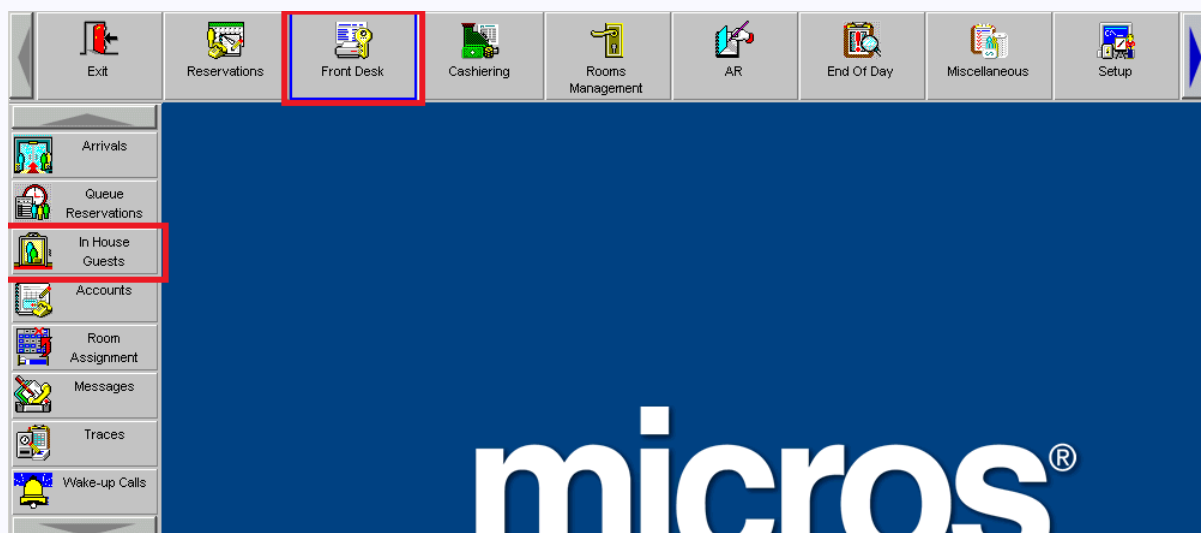 Exit
Reservations
Front Desk
Cashiering
Rooms
Management
AR
End Of Day
Miscellaneous
Setup
Arrivals
Queue
Reservations
In House
Guests
Accounts
Room
Assignment
Messages
Traces
Wake-up Calls
micros®